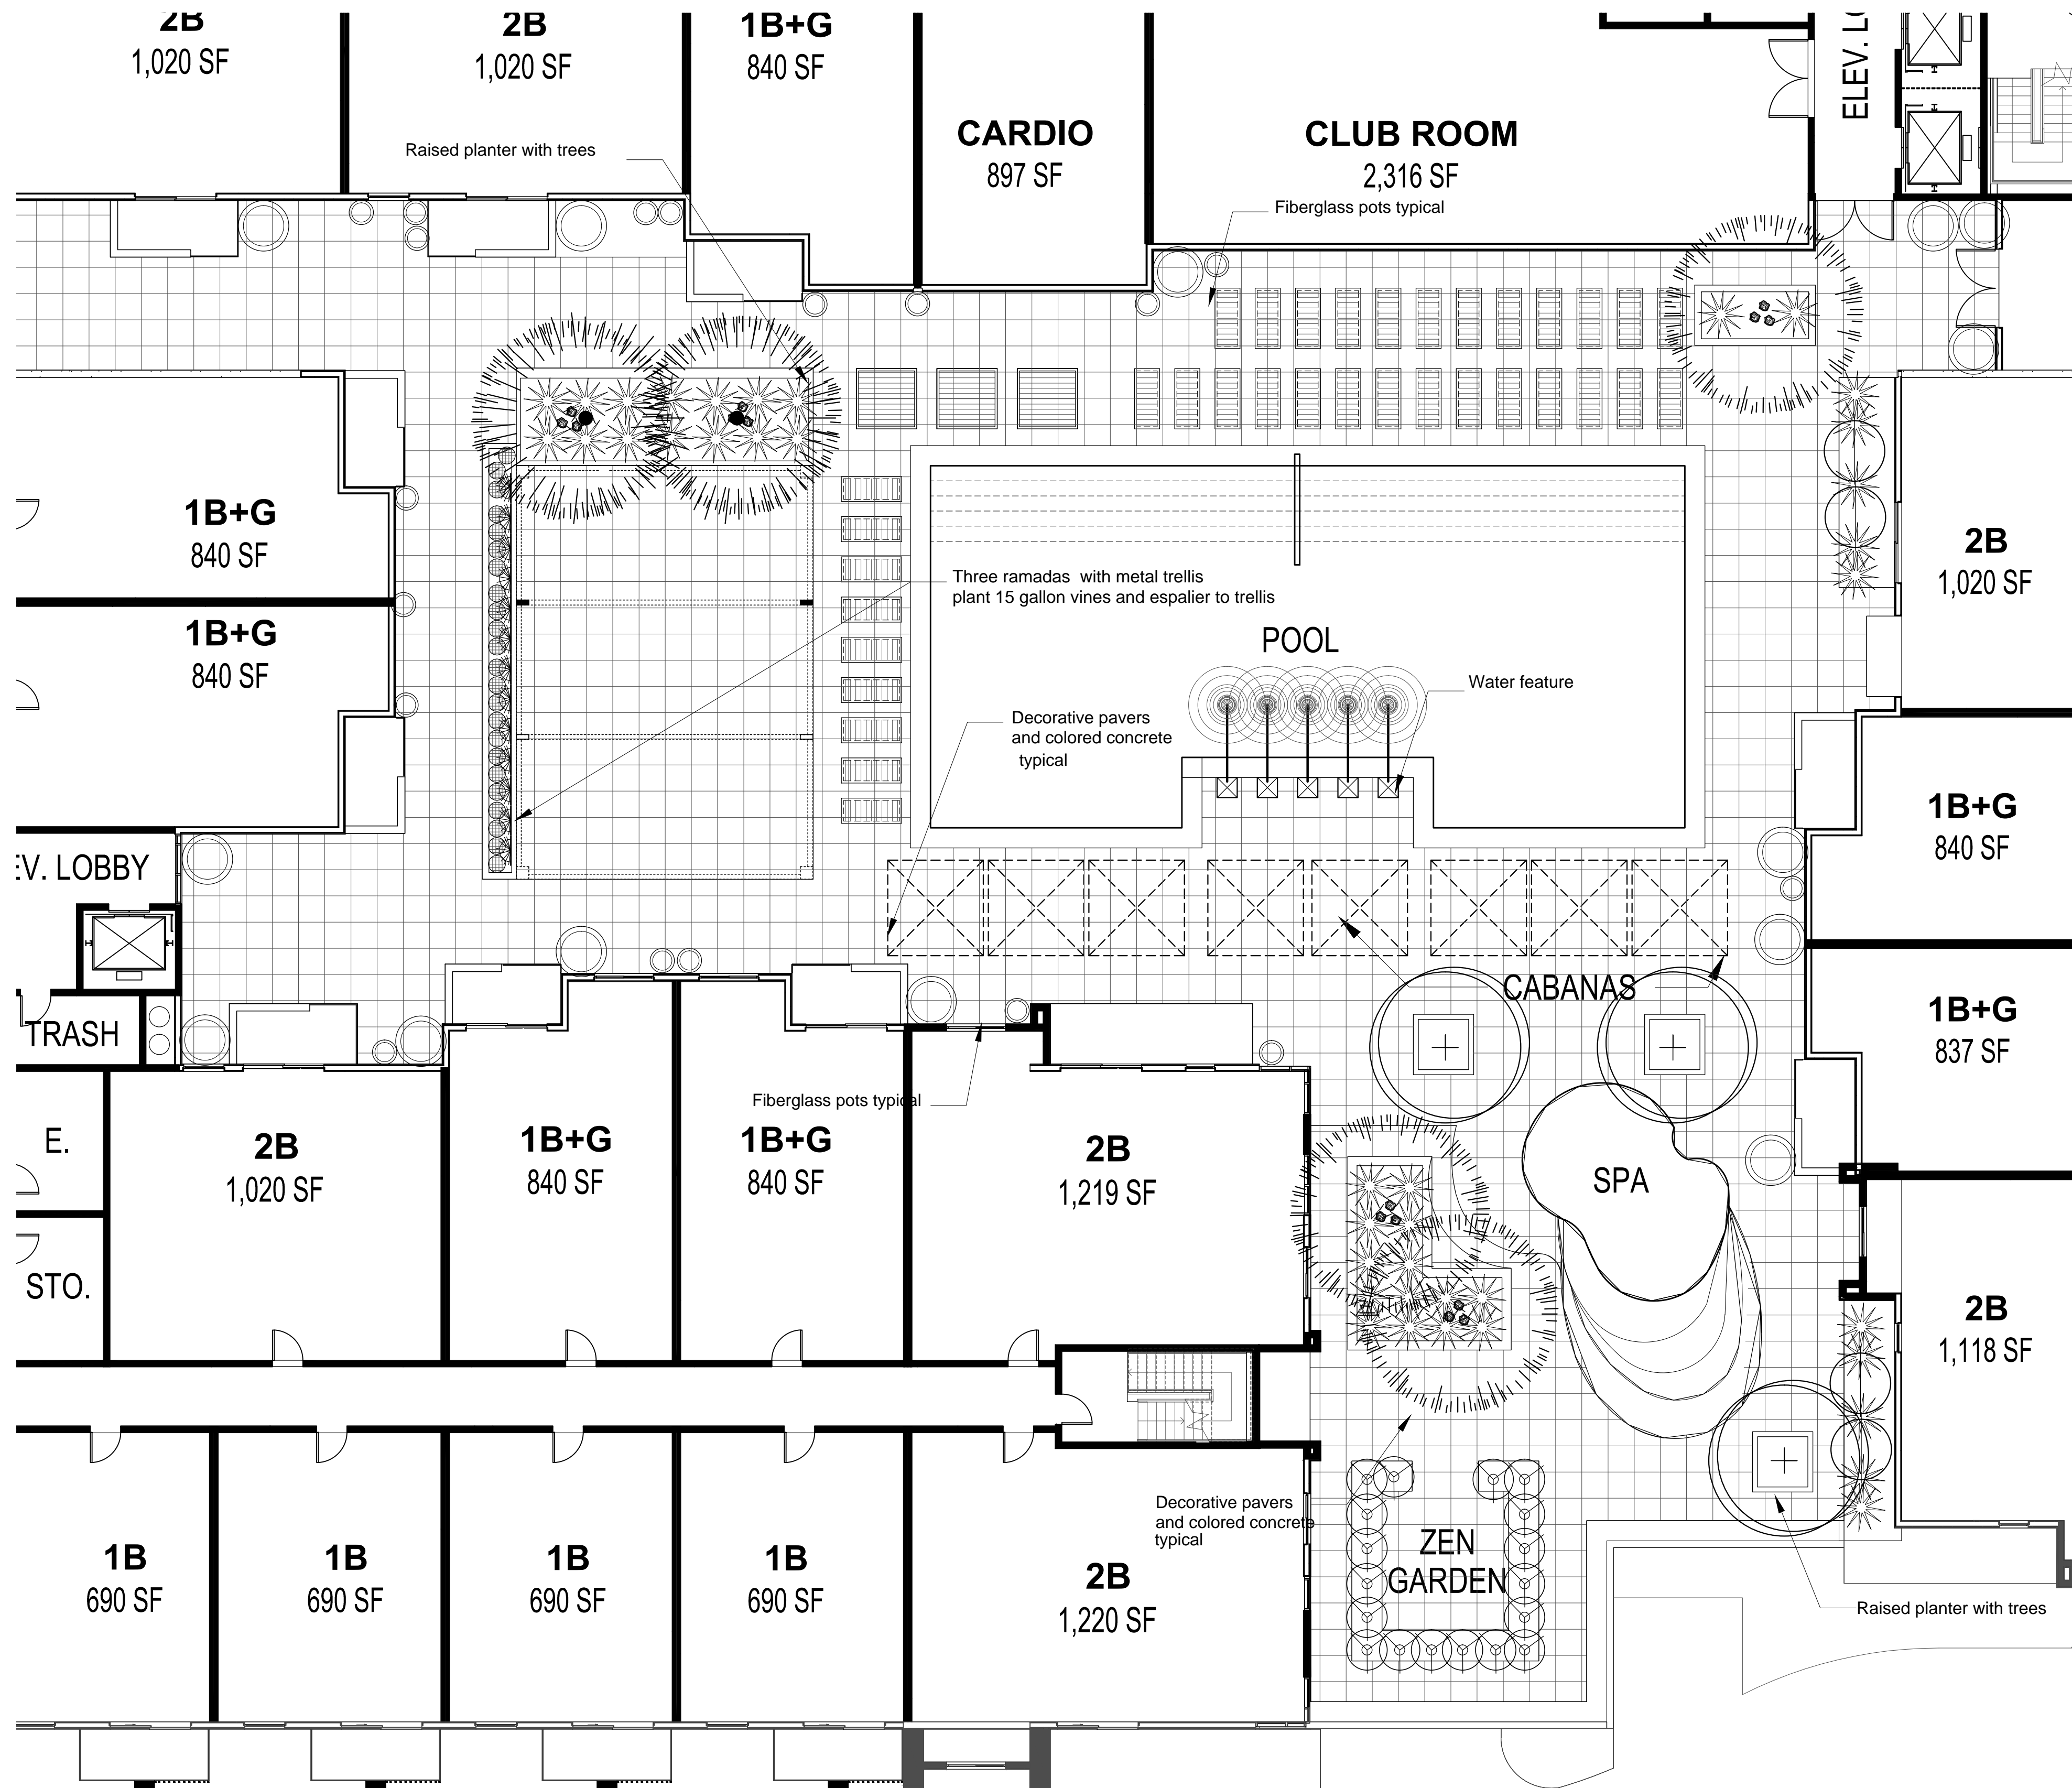 2B
1,020 SF
2B
1,020 SF
1B+G
840 SF
CARDIO
897 SF
CLUB ROOM
2,316 SF
Raised planter with trees
Fiberglass pots typical
1B+G
840 SF
1B+G
840 SF
2B
1,020 SF
Three ramadas with metal trellis
plant 15 gallon vines and espalier to trellis
POOL
Water feature
Decorative pavers
and colored concrete
typical
1B+G
840 SF
LOBBY
TRASH
CABANAS
1B+G
837 SF
Fiberglass pots typical
E.
2B
1,020 SF
1B+G
840 SF
1B+G
840 SF
2B
1,219 SF
SPA
STO.
2B
1,118 SF
Decorative pavers
and colored concrete
typical
ZEN
GARDEN
1B
690 SF
1B
690 SF
1B
690 SF
1B
690 SF
2B
1,220 SF
Raised planter with trees
ELEV.